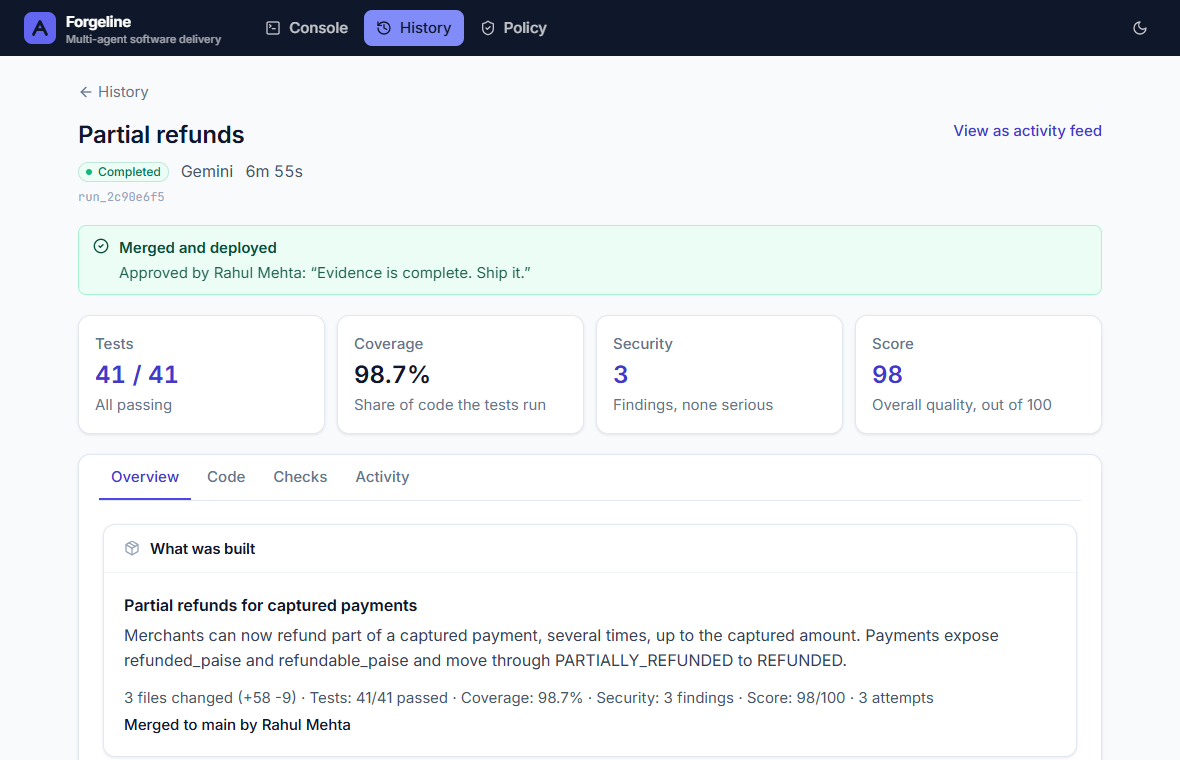 Forgeline
Multi-agent software delivery
Console
History
Policy
History
Partial refunds
View as activity feed
Completed
Gemini
6m 55s
run_2c90e6f5
Merged and deployed
Approved by Rahul Mehta: “Evidence is complete. Ship it.”
Tests
41 / 41
All passing
Coverage
98.7%
Share of code the tests run
Security
3
Findings, none serious
Score
98
Overall quality, out of 100
Overview
Code
Checks
Activity
What was built
Partial refunds for captured payments
Merchants can now refund part of a captured payment, several times, up to the captured amount. Payments expose
refunded_paise and refundable_paise and move through PARTIALLY_REFUNDED to REFUNDED.
3 files changed (+58 -9) · Tests: 41/41 passed · Coverage: 98.7% · Security: 3 findings · Score: 98/100 · 3 attempts
Merged to main by Rahul Mehta